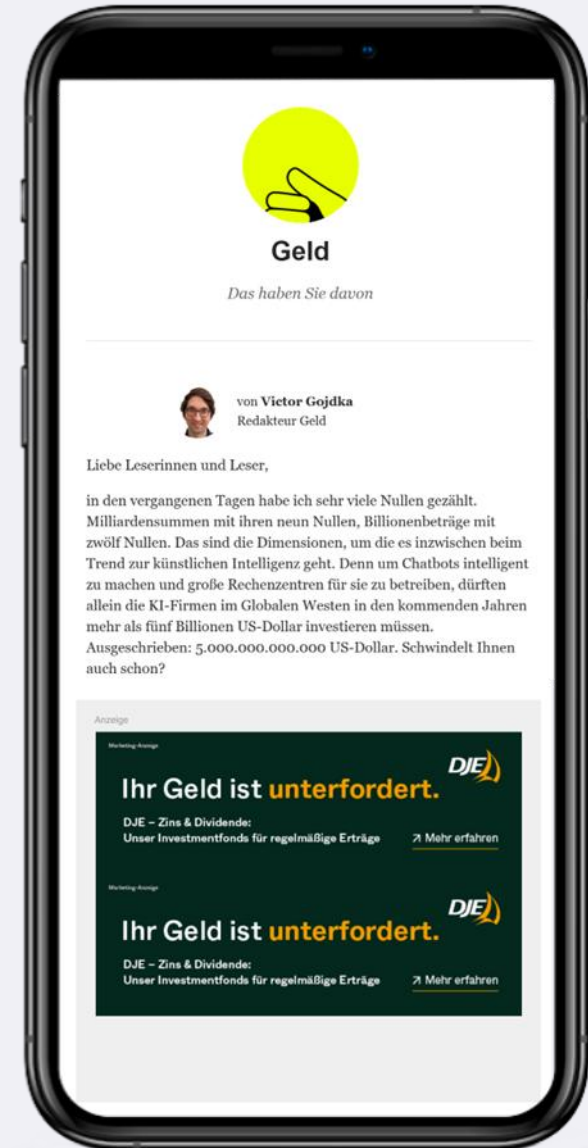 Geld
Das haben Sie davon
von Victor Gojdka
Redakteur Geld
Liebe Leserinnen und Leser,
in den vergangenen Tagen habe ich sehr viele Nullen gezählt.
Milliardensummen mit ihren neun Nullen, Billionenbeträge mit
zwölf Nullen. Das sind die Dimensionen, um die es inzwischen beim
Trend zur künstlichen Intelligenz geht. Denn um Chatbots intelligent
zu machen und große Rechenzentren für sie zu betreiben, dürften
allein die KI-Firmen im Globalen Westen in den kommenden Jahren
mehr als fünf Billionen US-Dollar investieren müssen.
Ausgeschrieben: 5.000.000.000.000 US-Dollar. Schwindelt Ihnen
auch schon?
Anzeige
Marketing-Anzeige
DJE
Ihr Geld ist unterfordert.
DJE – Zins & Dividende:
Unser Investmentfonds für regelmäßige Erträge
↗ Mehr erfahren
Marketing-Anzeige
DJE
Ihr Geld ist unterfordert.
DJE – Zins & Dividende:
Unser Investmentfonds für regelmäßige Erträge
↗ Mehr erfahren